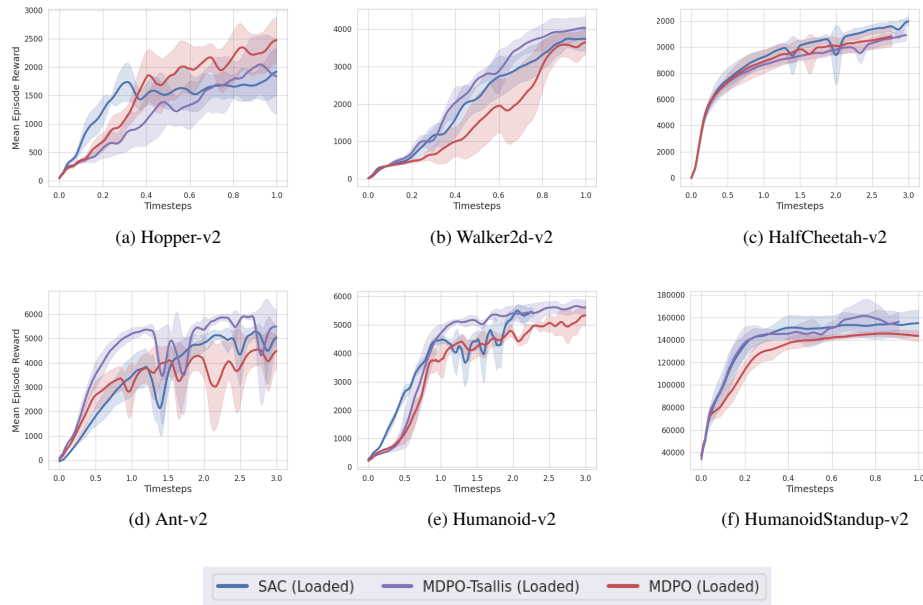 3000
2500
2000
1500
1000
500
0
Mean Episode Reward
0.0 0.2 0.4 0.6 0.8 1.0
Timesteps
(a) Hopper-v2
4000
3000
2000
1000
0
0.0 0.2 0.4 0.6 0.8 1.0
Timesteps
(b) Walker2d-v2
12000
10000
8000
6000
4000
2000
0
0.0 0.5 1.0 1.5 2.0 2.5 3.0
Timesteps
(c) HalfCheetah-v2
6000
5000
4000
3000
2000
1000
0
Mean Episode Reward
0.0 0.5 1.0 1.5 2.0 2.5 3.0
Timesteps
(d) Ant-v2
6000
5000
4000
3000
2000
1000
0
0.0 0.5 1.0 1.5 2.0 2.5 3.0
Timesteps
(e) Humanoid-v2
180000
160000
140000
120000
100000
80000
60000
40000
0.0 0.2 0.4 0.6 0.8 1.0
Timesteps
(f) HumanoidStandup-v2
SAC (Loaded) MDPO-Tsallis (Loaded) MDPO (Loaded)